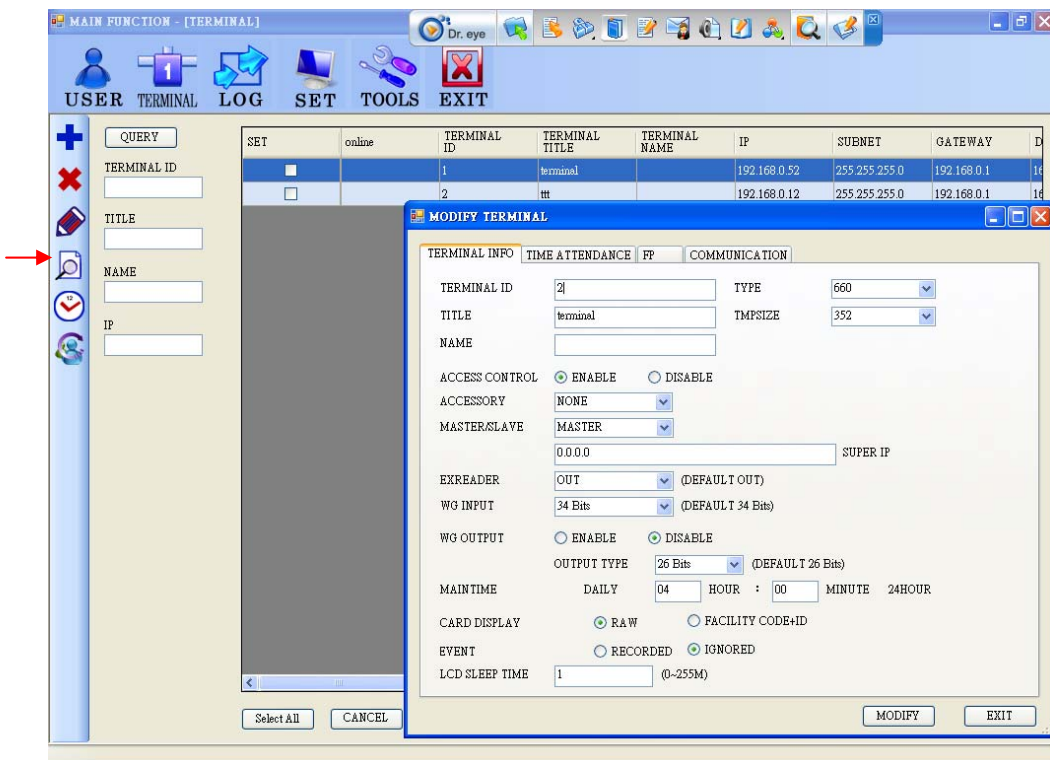 MAIN FUNCTION - [TERMINAL]
Dr. eye
USER TERMINAL LOG SET TOOLS EXIT
1
QUERY
TERMINAL ID
TITLE
NAME
IP
SET online TERMINAL ID TERMINAL TITLE TERMINAL NAME IP SUBNET GATEWAY D
1 terminal 192.168.0.52 255.255.255.0 192.168.0.1 16
2 ttt 192.168.0.12 255.255.255.0 192.168.0.1 16
MODIFY TERMINAL
TERMINAL INFO TIME ATTENDANCE FP COMMUNICATION
TERMINAL ID 2 TYPE 660
TITLE terminal TMPSIZE 352
NAME
ACCESS CONTROL ENABLE DISABLE
ACCESSORY NONE
MASTER/SLAVE MASTER
0.0.0.0 SUPER IP
EXREADER OUT (DEFAULT OUT)
WG INPUT 34 Bits (DEFAULT 34 Bits)
WG OUTPUT ENABLE DISABLE
OUTPUT TYPE 26 Bits (DEFAULT 26 Bits)
MAINTIME DAILY 04 HOUR : 00 MINUTE 24HOUR
CARD DISPLAY RAW FACILITY CODE+ID
EVENT RECORDED IGNORED
LCD SLEEP TIME 1 (0~255M)
Select All CANCEL
MODIFY EXIT